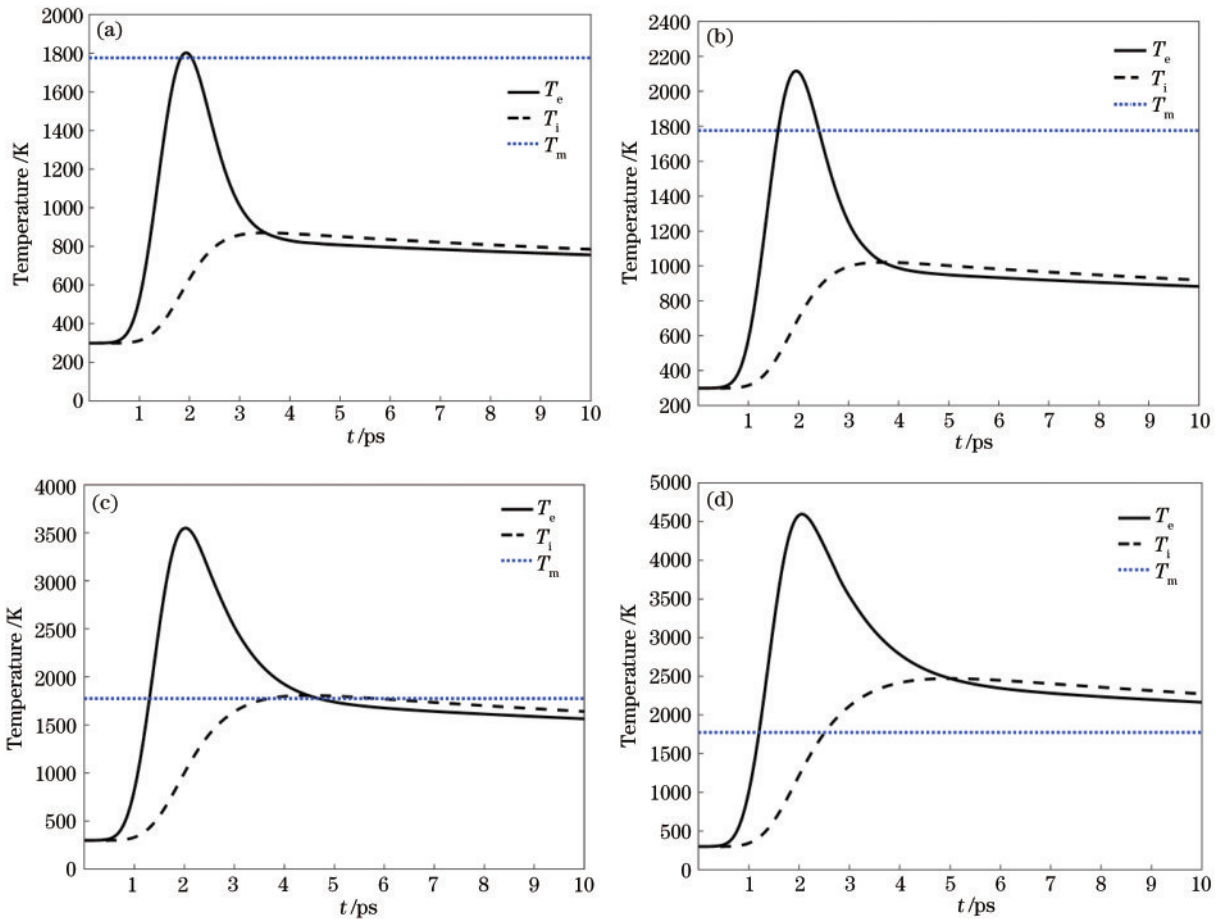 (a)
Temperature /K
2000
1800
1600
1400
1200
1000
800
600
400
200
0
T_e
T_i
T_m
1 2 3 4 5 6 7 8 9 10
t /ps
(b)
Temperature /K
2400
2200
2000
1800
1600
1400
1200
1000
800
600
400
200
T_e
T_i
T_m
1 2 3 4 5 6 7 8 9 10
t /ps
(c)
Temperature /K
4000
3500
3000
2500
2000
1500
1000
500
0
T_e
T_i
T_m
1 2 3 4 5 6 7 8 9 10
t /ps
(d)
Temperature /K
5000
4500
4000
3500
3000
2500
2000
1500
1000
500
0
T_e
T_i
T_m
1 2 3 4 5 6 7 8 9 10
t /ps